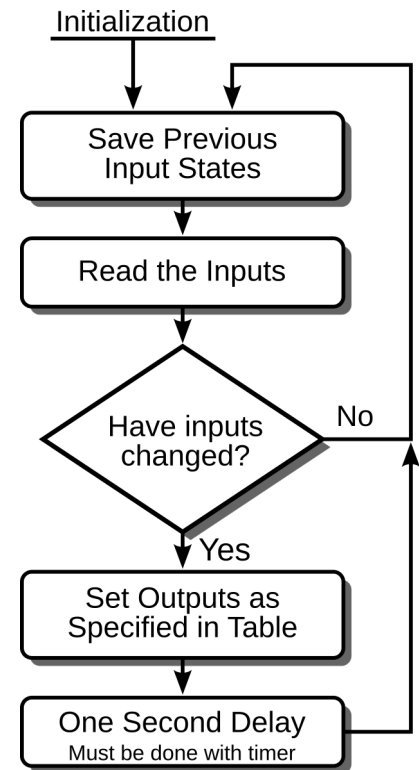 Initialization
Save Previous
Input States
Read the Inputs
Have inputs
changed?
No
Yes
Set Outputs as
Specified in Table
One Second Delay
Must be done with timer